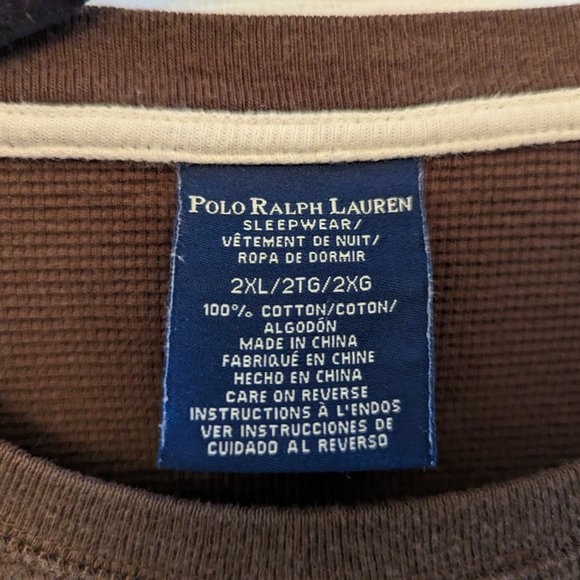 POLO RALPH LAUREN
SLEEPWEAR/
VÊTEMENT DE NUIT/
ROPA DE DORMIR
2XL/2TG/2XG
100% COTTON/COTON/
ALGODÓN
MADE IN CHINA
FABRIQUÉ EN CHINE
HECHO EN CHINA
CARE ON REVERSE
INSTRUCTIONS À L'ENDOS
VER INSTRUCCIONES DE
CUIDADO AL REVERSO